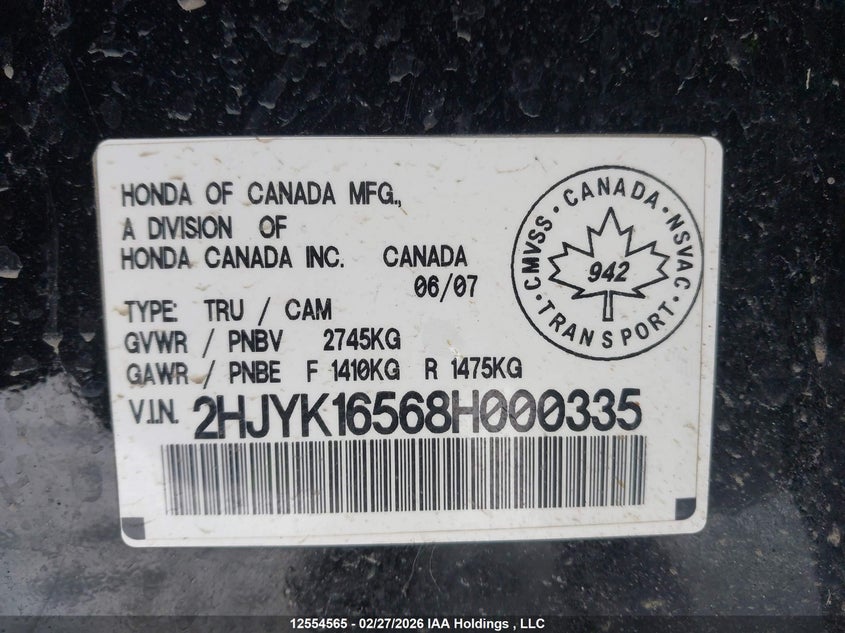 HONDA OF CANADA MFG.,
A DIVISION OF
HONDA CANADA INC. CANADA
06/07
TYPE: TRU / CAM
GVWR / PNBV 2745KG
GAWR / PNBE F 1410KG R 1475KG
V.I.N. 2HJYK16568H000335
CMVSS · CANADA · NSVAC · TRANSPORT ·
942
12554565 - 02/27/2026 IAA Holdings , LLC